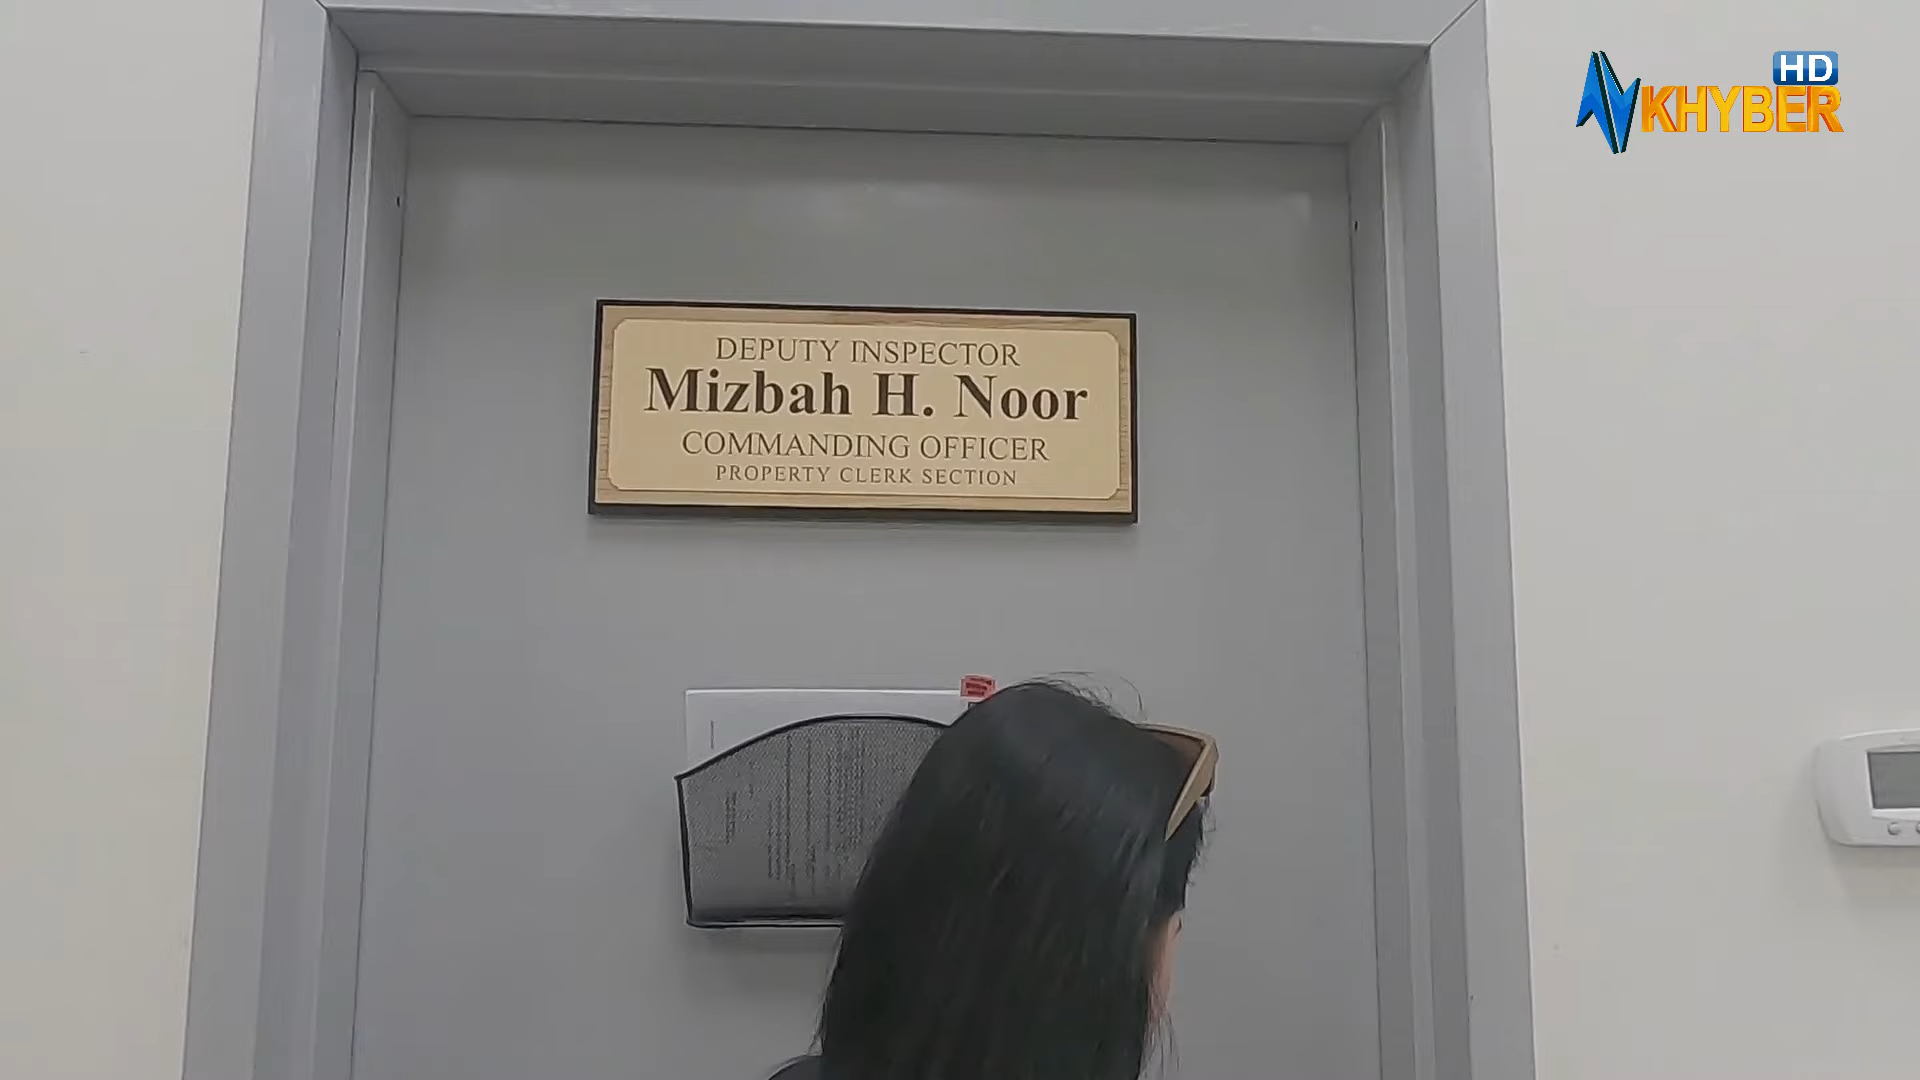 HD
KHYBER
DEPUTY INSPECTOR
Mizbah H. Noor
COMMANDING OFFICER
PROPERTY CLERK SECTION